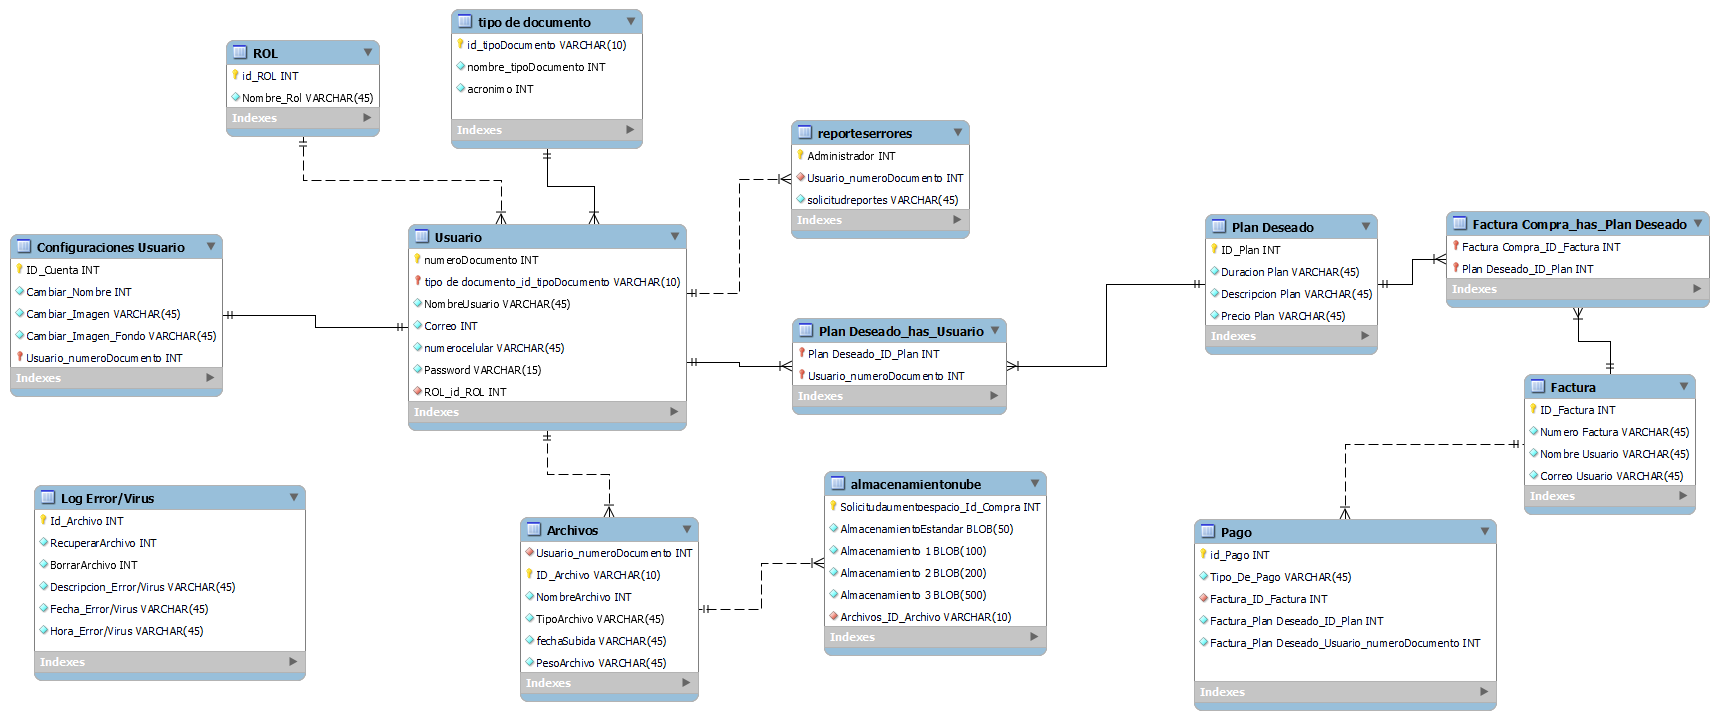 ROL
id_ROL INT
Nombre_Rol VARCHAR(45)
Indexes
tipo de documento
id_tipoDocumento VARCHAR(10)
nombre_tipoDocumento INT
acronimo INT
Indexes
reporteserrores
Administrador INT
Usuario_numeroDocumento INT
solicitudreportes VARCHAR(45)
Indexes
Configuraciones Usuario
ID_Cuenta INT
Cambiar_Nombre INT
Cambiar_Imagen VARCHAR(45)
Cambiar_Imagen_Fondo VARCHAR(45)
Usuario_numeroDocumento INT
Indexes
Usuario
numeroDocumento INT
tipo de documento_id_tipoDocumento VARCHAR(10)
NombreUsuario VARCHAR(45)
Correo INT
numerocelular VARCHAR(45)
Password VARCHAR(15)
ROL_id_ROL INT
Indexes
Plan Deseado_has_Usuario
Plan Deseado_ID_Plan INT
Usuario_numeroDocumento INT
Indexes
Plan Deseado
ID_Plan INT
Duracion Plan VARCHAR(45)
Descripcion Plan VARCHAR(45)
Precio Plan VARCHAR(45)
Indexes
Factura Compra_has_Plan Deseado
Factura Compra_ID_Factura INT
Plan Deseado_ID_Plan INT
Indexes
Factura
ID_Factura INT
Numero Factura VARCHAR(45)
Nombre Usuario VARCHAR(45)
Correo Usuario VARCHAR(45)
Indexes
Log Error/Virus
Id_Archivo INT
RecuperarArchivo INT
BorrarArchivo INT
Descripcion_Error/Virus VARCHAR(45)
Fecha_Error/Virus VARCHAR(45)
Hora_Error/Virus VARCHAR(45)
Indexes
Archivos
Usuario_numeroDocumento INT
ID_Archivo VARCHAR(10)
NombreArchivo INT
TipoArchivo VARCHAR(45)
fechaSubida VARCHAR(45)
PesoArchivo VARCHAR(45)
Indexes
almacenamientonube
Solicitudaumentoespacio_Id_Compra INT
AlmacenamientoEstandar BLOB(50)
Almacenamiento 1 BLOB(100)
Almacenamiento 2 BLOB(200)
Almacenamiento 3 BLOB(500)
Archivos_ID_Archivo VARCHAR(10)
Indexes
Pago
id_Pago INT
Tipo_De_Pago VARCHAR(45)
Factura_ID_Factura INT
Factura_Plan Deseado_ID_Plan INT
Factura_Plan Deseado_Usuario_numeroDocumento INT
Indexes